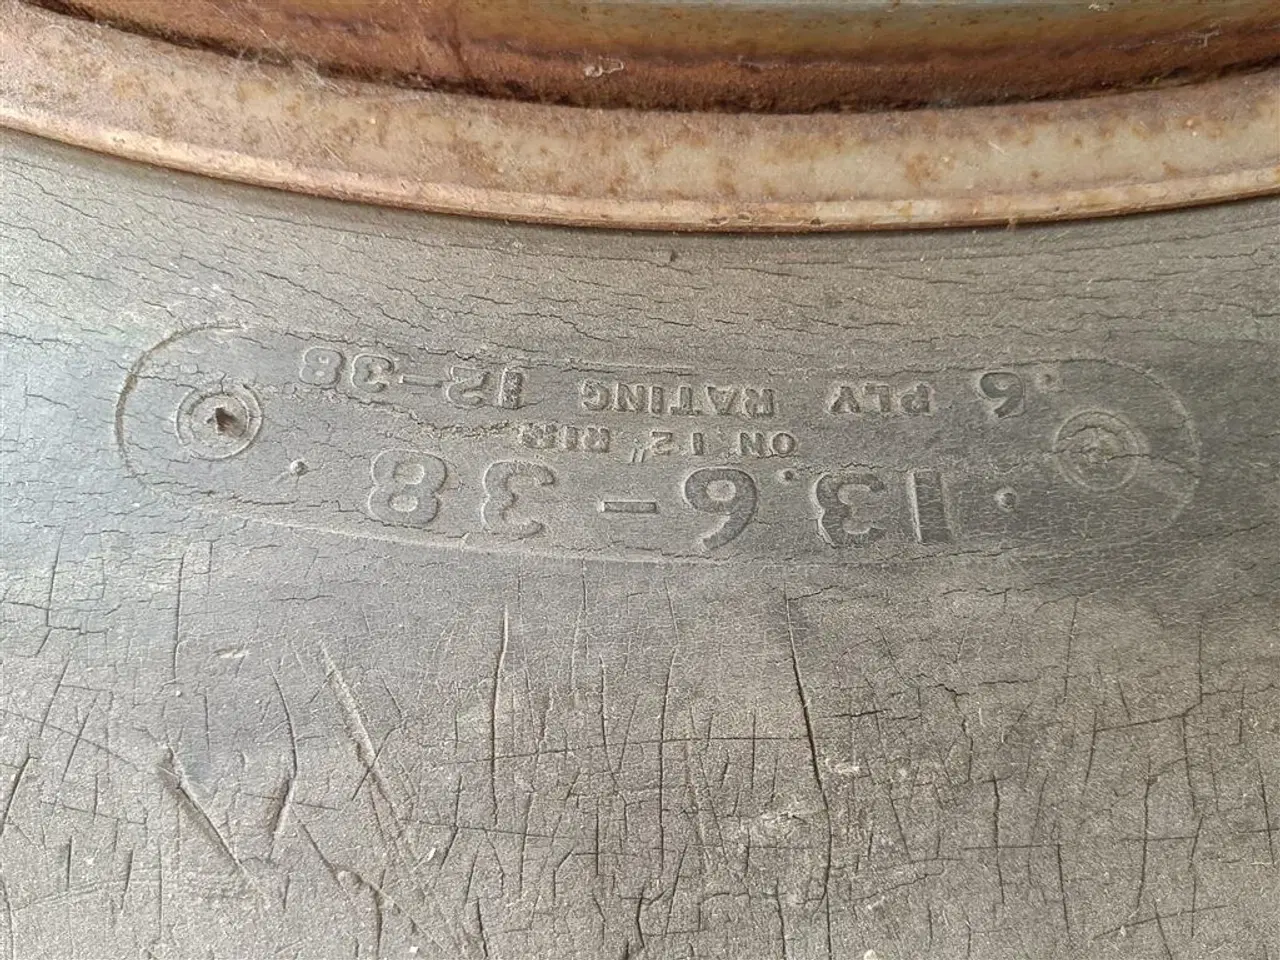 13.6-38
ON 12" RIM
6 PLY RATING 12-38